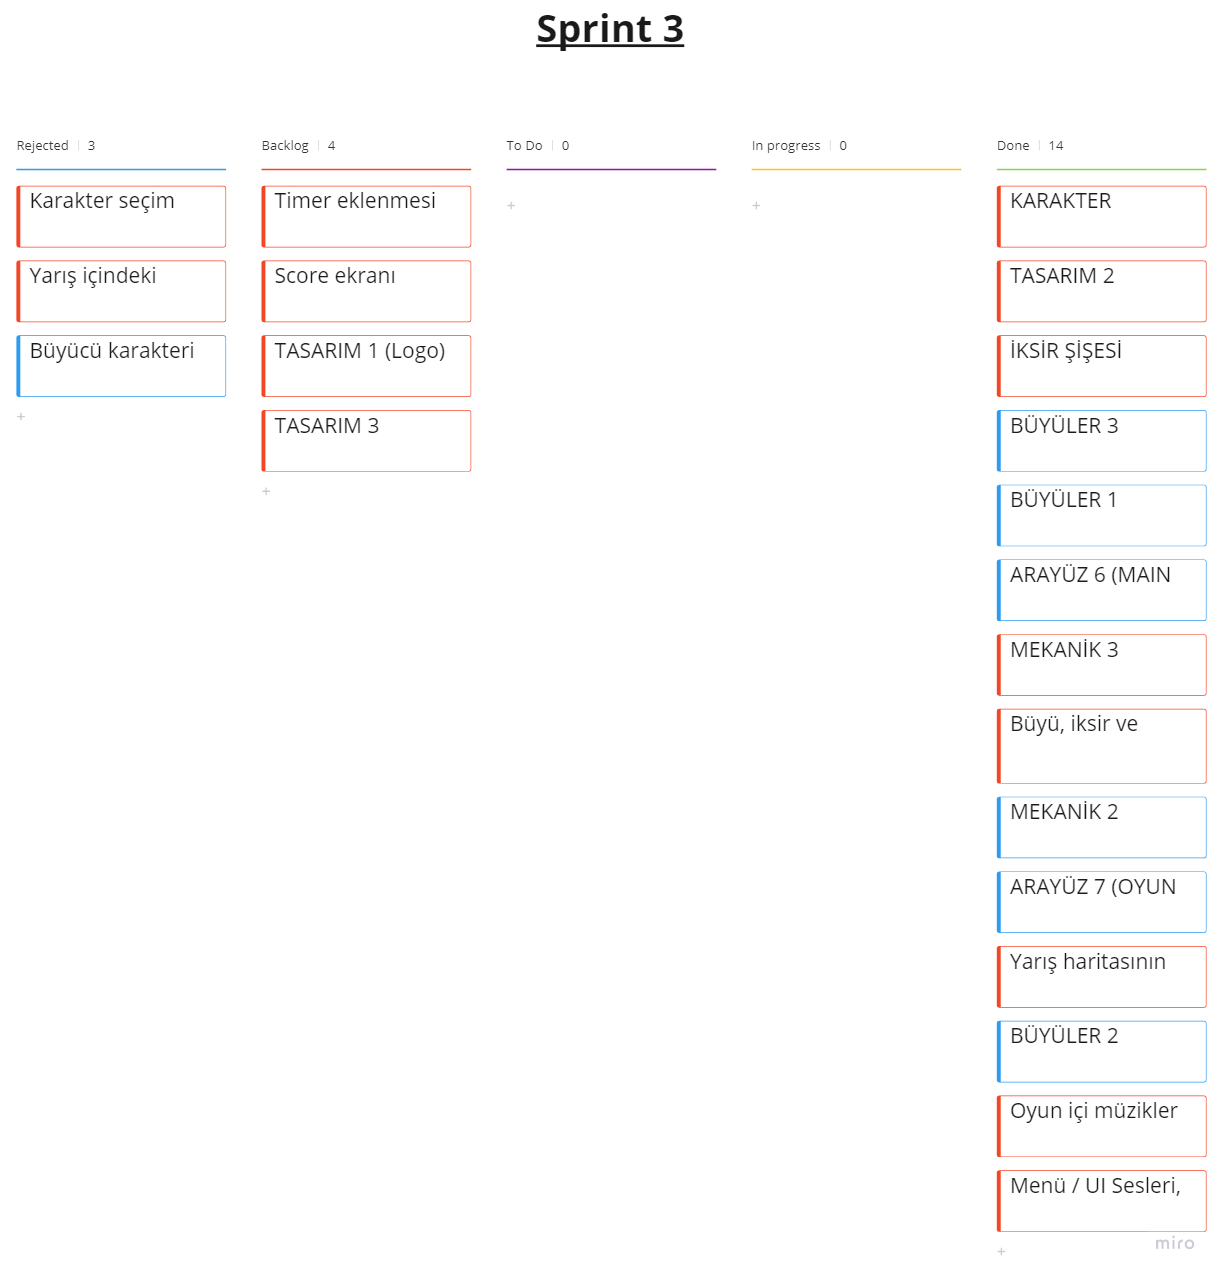 Sprint 3
Rejected 3
Karakter seçim
Yarış içindeki
Büyücü karakteri
+
Backlog 4
Timer eklenmesi
Score ekranı
TASARIM 1 (Logo)
TASARIM 3
+
To Do 0
+
In progress 0
+
Done 14
KARAKTER
TASARIM 2
İKSİR ŞİŞESİ
BÜYÜLER 3
BÜYÜLER 1
ARAYÜZ 6 (MAIN
MEKANİK 3
Büyü, iksir ve
MEKANİK 2
ARAYÜZ 7 (OYUN
Yarış haritasının
BÜYÜLER 2
Oyun içi müzikler
Menü / UI Sesleri,
+
miro